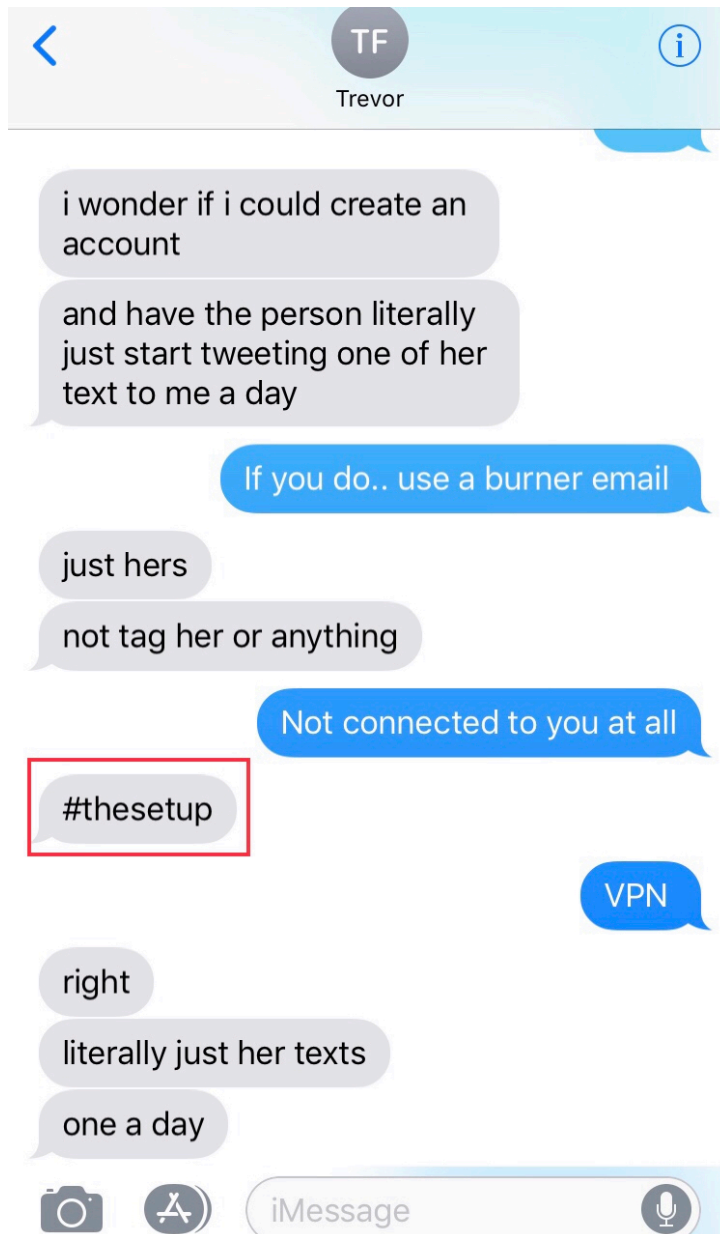 TF
Trevor
i wonder if i could create an
account
and have the person literally
just start tweeting one of her
text to me a day
If you do.. use a burner email
just hers
not tag her or anything
Not connected to you at all
#thesetup
VPN
right
literally just her texts
one a day
iMessage